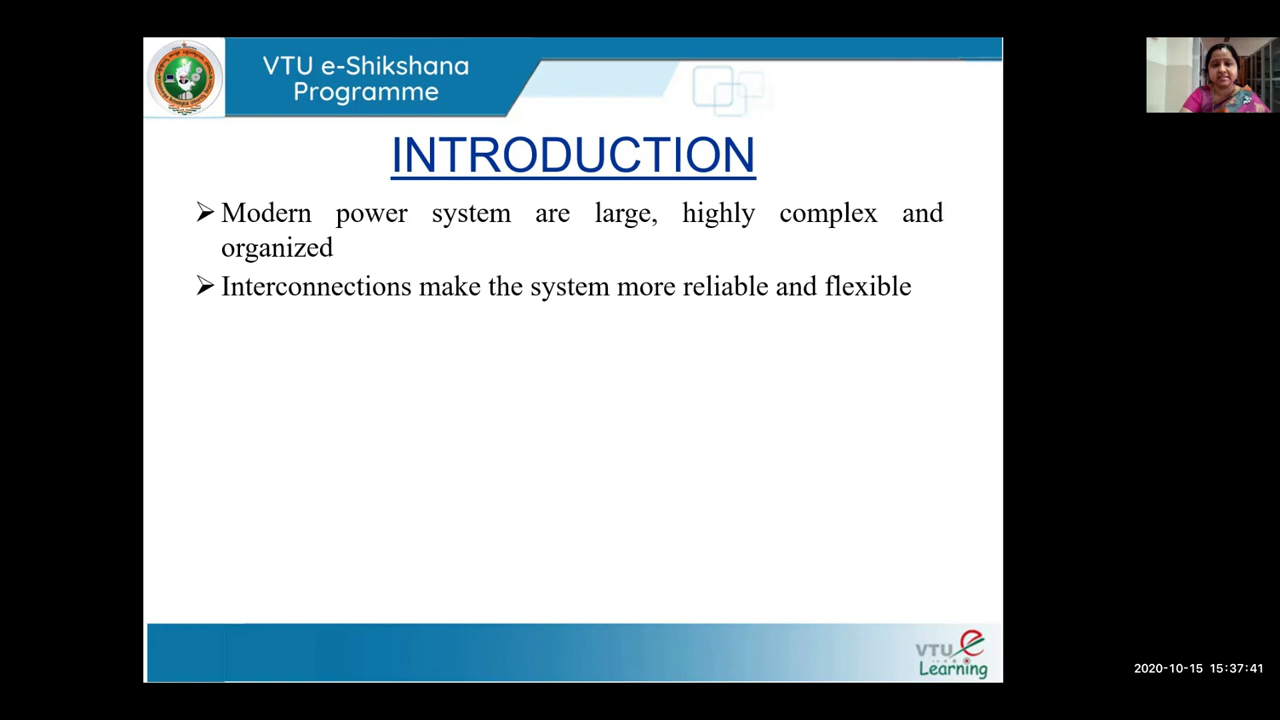 VTU e-Shikshana
Programme
INTRODUCTION
➢ Modern power system are large, highly complex and
organized
➢ Interconnections make the system more reliable and flexible
VTU e
Learning
2020-10-15 15:37:41